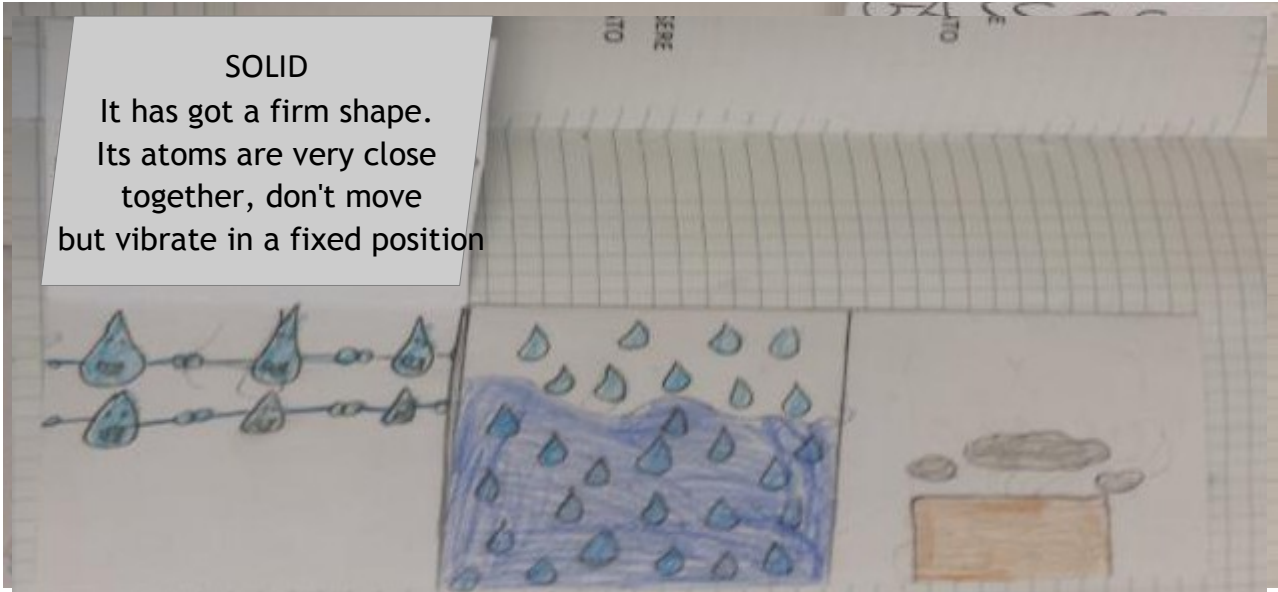 SOLID
It has got a firm shape.
Its atoms are very close
together, don't move
but vibrate in a fixed position